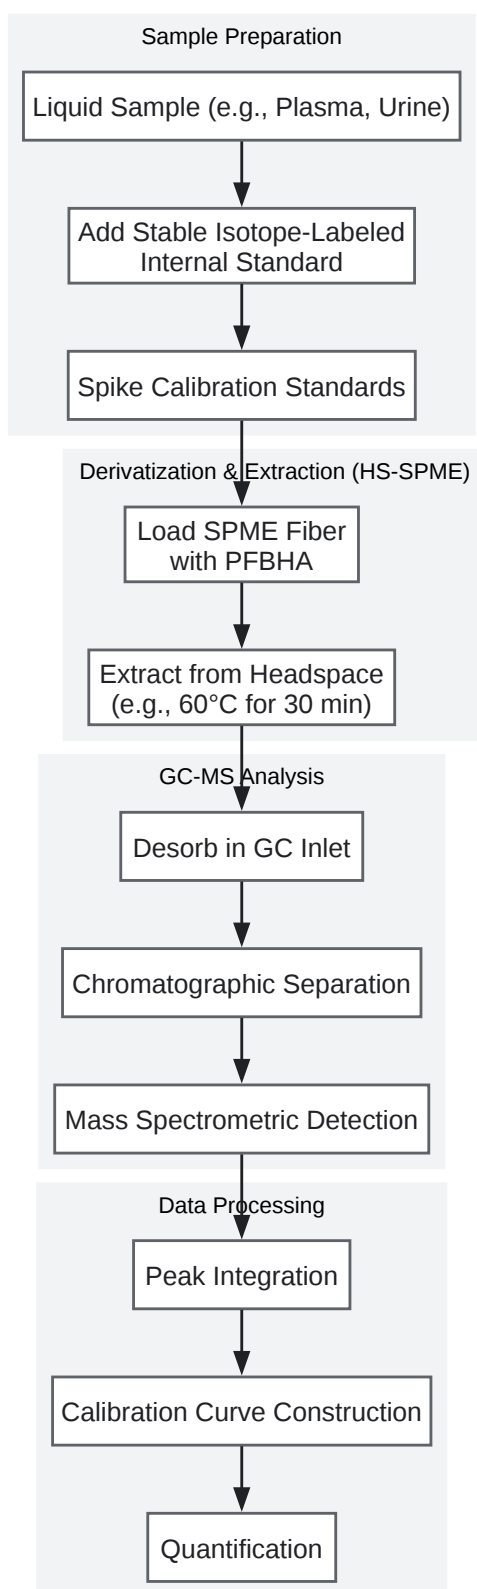 Sample Preparation
Liquid Sample (e.g., Plasma, Urine)
Add Stable Isotope-Labeled
Internal Standard
Spike Calibration Standards
Derivatization & Extraction (HS-SPME)
Load SPME Fiber
with PFBHA
Extract from Headspace
(e.g., 60°C for 30 min)
GC-MS Analysis
Desorb in GC Inlet
Chromatographic Separation
Mass Spectrometric Detection
Data Processing
Peak Integration
Calibration Curve Construction
Quantification